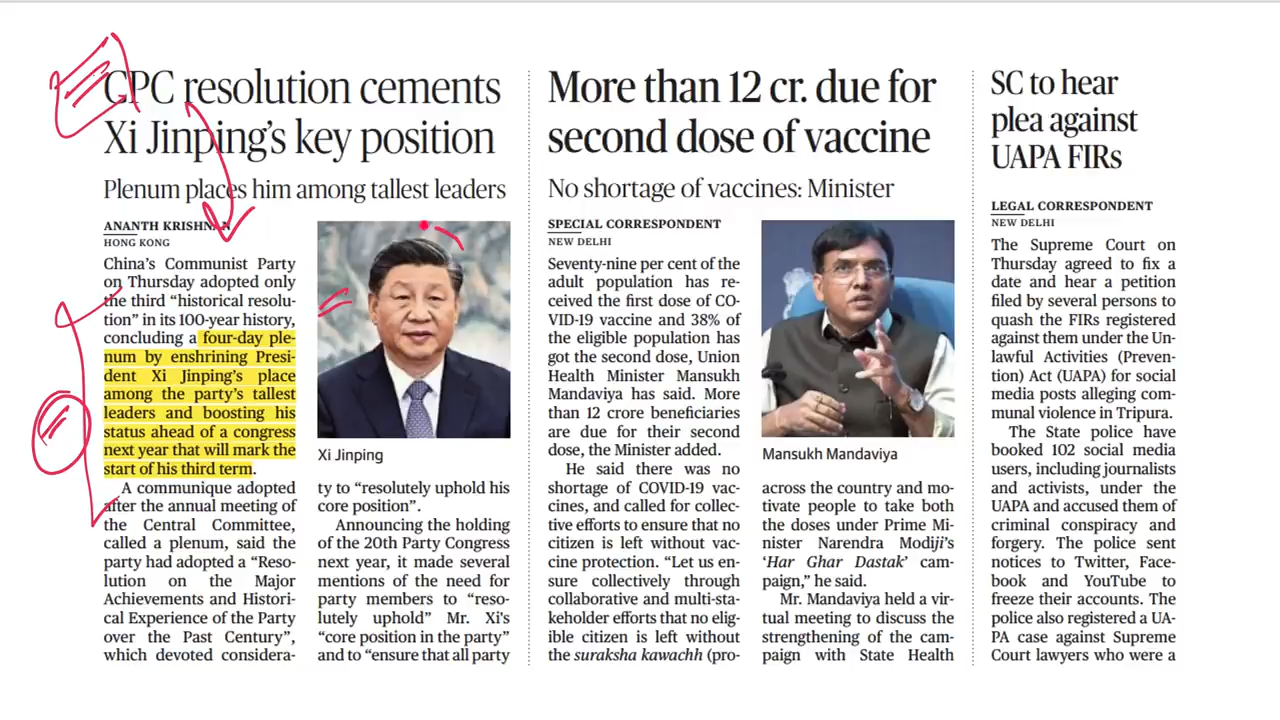 CPC resolution cements
Xi Jinping's key position
Plenum places him among tallest leaders
ANANTH KRISHNAN
HONG KONG
China's Communist Party
on Thursday adopted only
the third “historical resolu-
tion” in its 100-year history,
concluding a four-day ple-
num by enshrining Presi-
dent Xi Jinping's place
among the party's tallest
leaders and boosting his
status ahead of a congress
next year that will mark the
start of his third term.
A communique adopted
after the annual meeting of
the Central Committee,
called a plenum, said the
party had adopted a “Reso-
lution on the Major
Achievements and Histori-
cal Experience of the Party
over the Past Century”,
which devoted considera-
Xi Jinping
ty to “resolutely uphold his
core position”.
Announcing the holding
of the 20th Party Congress
next year, it made several
mentions of the need for
party members to “reso-
lutely uphold” Mr. Xi's
“core position in the party”
and to “ensure that all party
More than 12 cr. due for
second dose of vaccine
No shortage of vaccines: Minister
SPECIAL CORRESPONDENT
NEW DELHI
Seventy-nine per cent of the
adult population has re-
ceived the first dose of CO-
VID-19 vaccine and 38% of
the eligible population has
got the second dose, Union
Health Minister Mansukh
Mandaviya has said. More
than 12 crore beneficiaries
are due for their second
dose, the Minister added.
He said there was no
shortage of COVID-19 vac-
cines, and called for collec-
tive efforts to ensure that no
citizen is left without vac-
cine protection. “Let us en-
sure collectively through
collaborative and multi-sta-
keholder efforts that no elig-
ible citizen is left without
the suraksha kawachh (pro-
Mansukh Mandaviya
across the country and mo-
tivate people to take both
the doses under Prime Mi-
nister Narendra Modiji's
‘Har Ghar Dastak’ cam-
paign,” he said.
Mr. Mandaviya held a vir-
tual meeting to discuss the
strengthening of the cam-
paign with State Health
SC to hear
plea against
UAPA FIRs
LEGAL CORRESPONDENT
NEW DELHI
The Supreme Court on
Thursday agreed to fix a
date and hear a petition
filed by several persons to
quash the FIRs registered
against them under the Un-
lawful Activities (Preven-
tion) Act (UAPA) for social
media posts alleging com-
munal violence in Tripura.
The State police have
booked 102 social media
users, including journalists
and activists, under the
UAPA and accused them of
criminal conspiracy and
forgery. The police sent
notices to Twitter, Face-
book and YouTube to
freeze their accounts. The
police also registered a UA-
PA case against Supreme
Court lawyers who were a